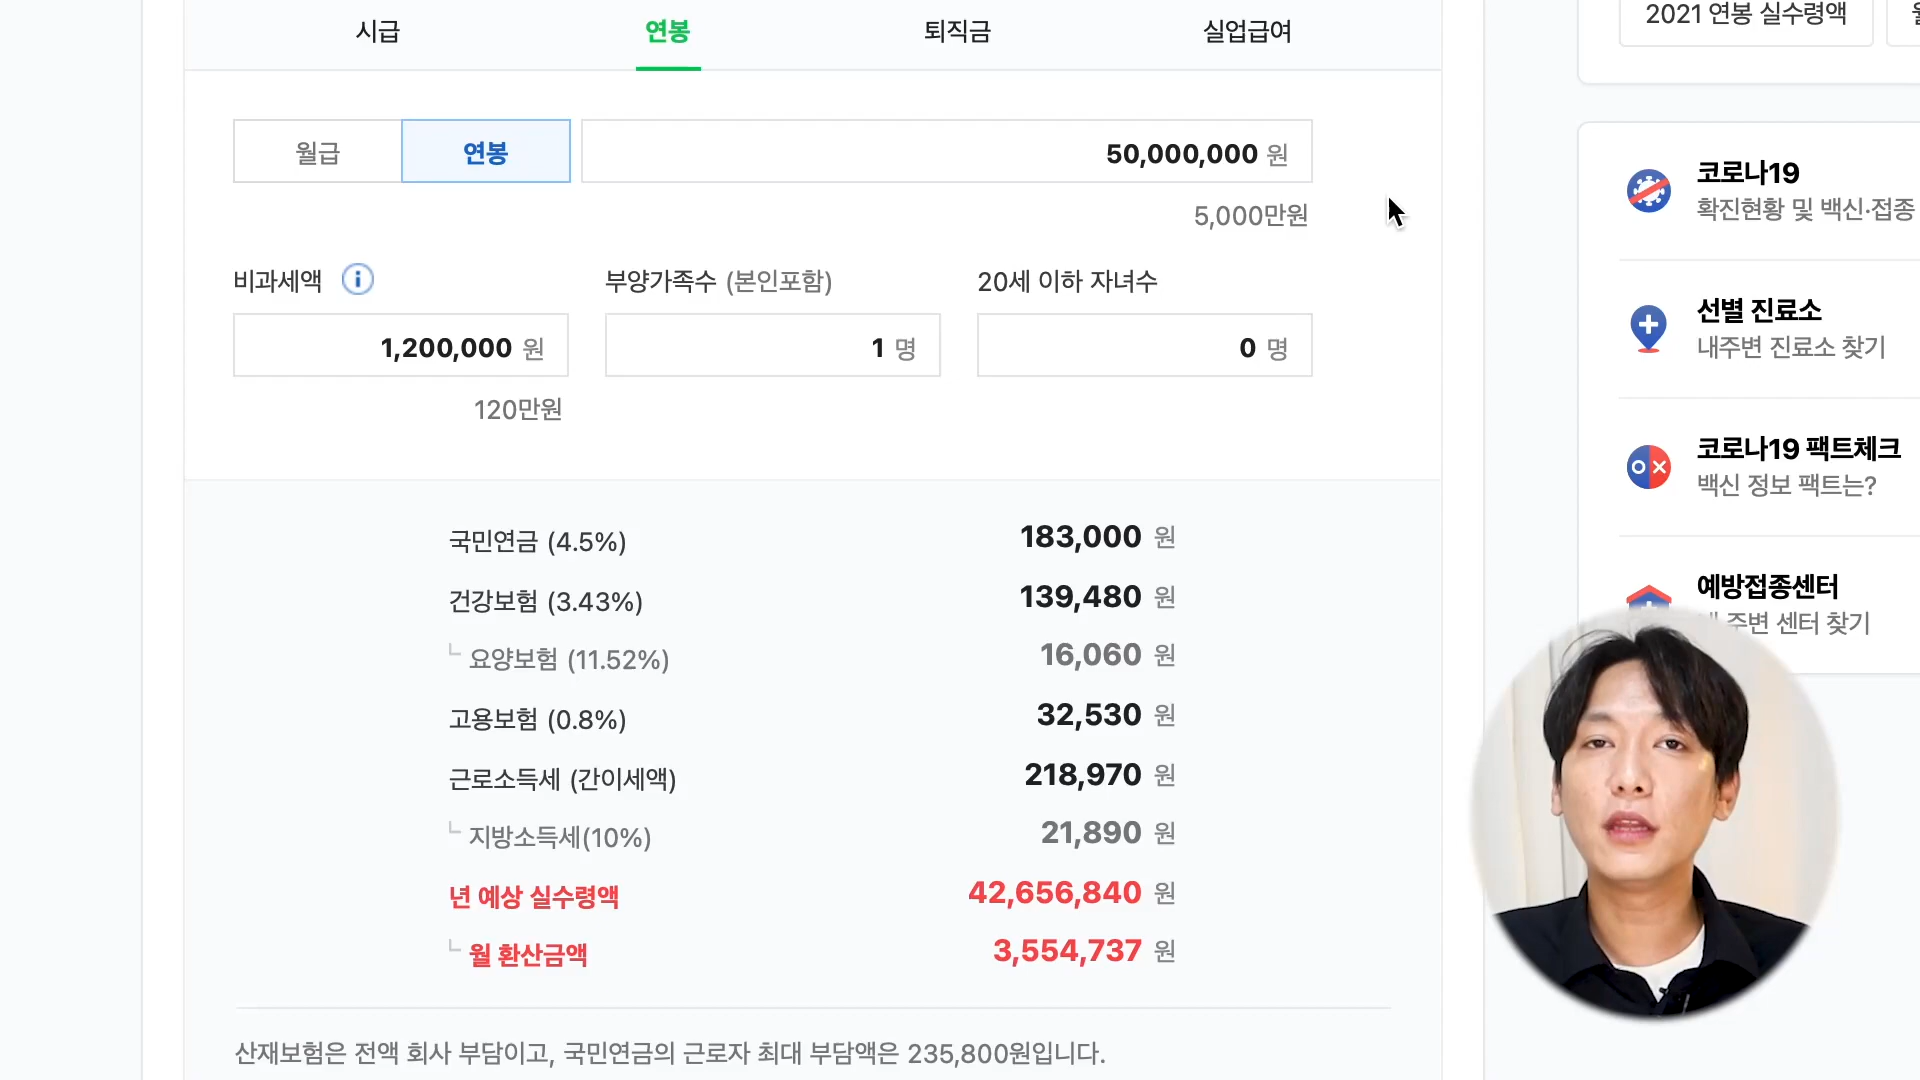 시급 연봉 퇴직금 실업급여
2021 연봉 실수령액
월급 연봉 50,000,000 원
5,000만원
비과세액 부양가족수 (본인포함) 20세 이하 자녀수
1,200,000 원 1 명 0 명
120만원
국민연금 (4.5%) 183,000 원
건강보험 (3.43%) 139,480 원
요양보험 (11.52%) 16,060 원
고용보험 (0.8%) 32,530 원
근로소득세 (간이세액) 218,970 원
지방소득세(10%) 21,890 원
년 예상 실수령액 42,656,840 원
월 환산금액 3,554,737 원
산재보험은 전액 회사 부담이고, 국민연금의 근로자 최대 부담액은 235,800원입니다.
코로나19
확진현황 및 백신·접종
선별 진료소
내주변 진료소 찾기
코로나19 팩트체크
백신 정보 팩트는?
예방접종센터
주변 센터 찾기